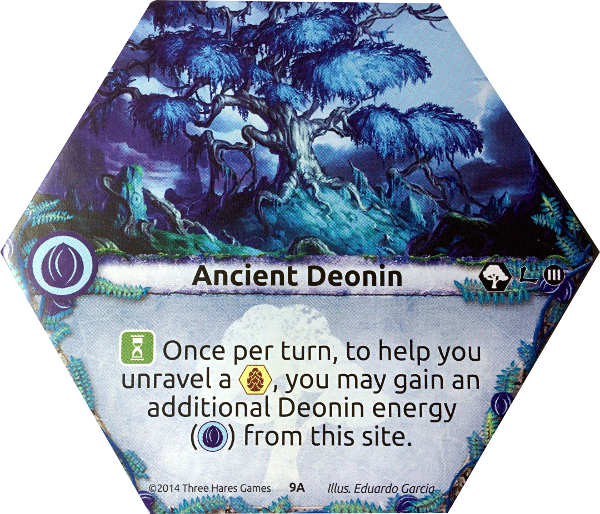 Ancient Deonin
III
Once per turn, to help you
unravel a , you may gain an
additional Deonin energy
( ) from this site.
©2014 Three Hares Games 9A Illus. Eduardo Garcia